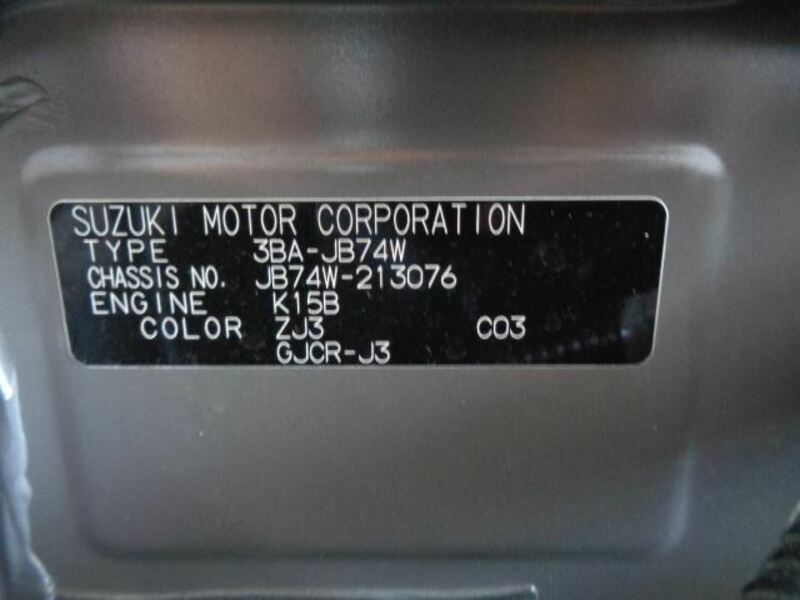 SUZUKI MOTOR CORPORATION
TYPE 3BA-JB74W
CHASSIS NO. JB74W-213076
ENGINE K15B
COLOR ZJ3 C03
GJCR-J3